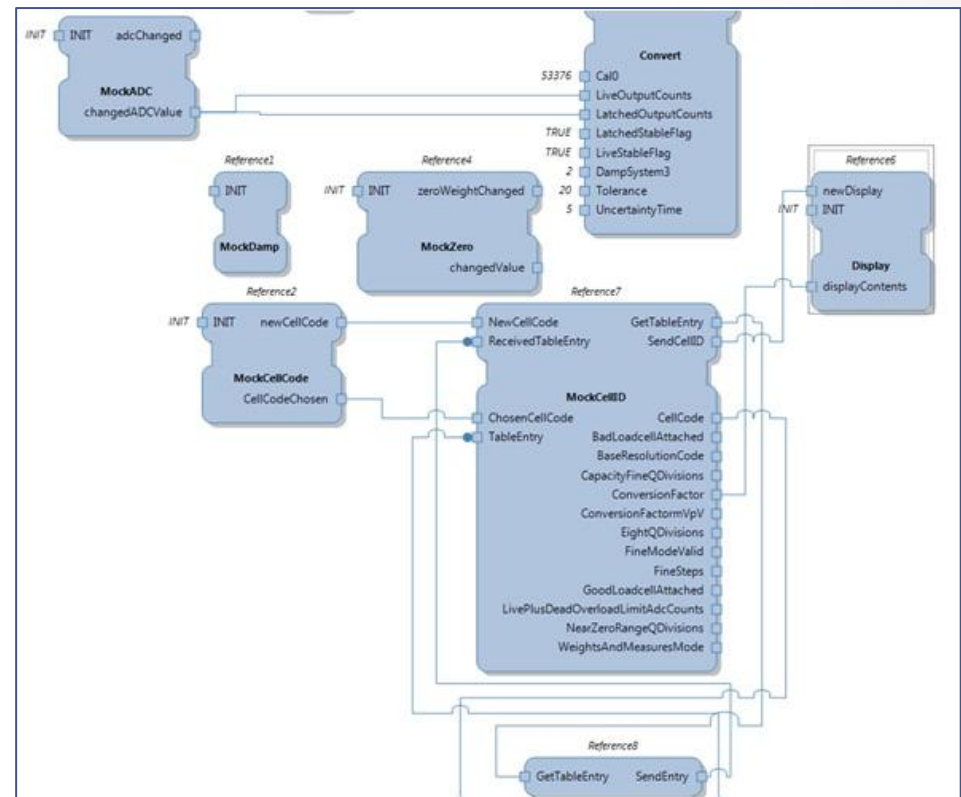 INIT INIT adcChanged
MockADC
changedADCValue
Convert
53376 Cal0
LiveOutputCounts
LatchedOutputCounts
TRUE LatchedStableFlag
TRUE LiveStableFlag
2 DampSystem3
20 Tolerance
5 UncertaintyTime
Reference1
INIT
MockDamp
Reference4
INIT INIT zeroWeightChanged
MockZero
changedValue
Reference6
newDisplay
INIT INIT
Display
displayContents
Reference2
INIT INIT newCellCode
MockCellCode
CellCodeChosen
Reference7
NewCellCode GetTableEntry
ReceivedTableEntry SendCellID
MockCellID
ChosenCellCode CellCode
TableEntry BadLoadcellAttached
BaseResolutionCode
CapacityFineQDivisions
ConversionFactor
ConversionFactormVpV
EightQDivisions
FineModeValid
FineSteps
GoodLoadcellAttached
LivePlusDeadOverloadLimitAdcCounts
NearZeroRangeQDivisions
WeightsAndMeasuresMode
Reference8
GetTableEntry SendEntry